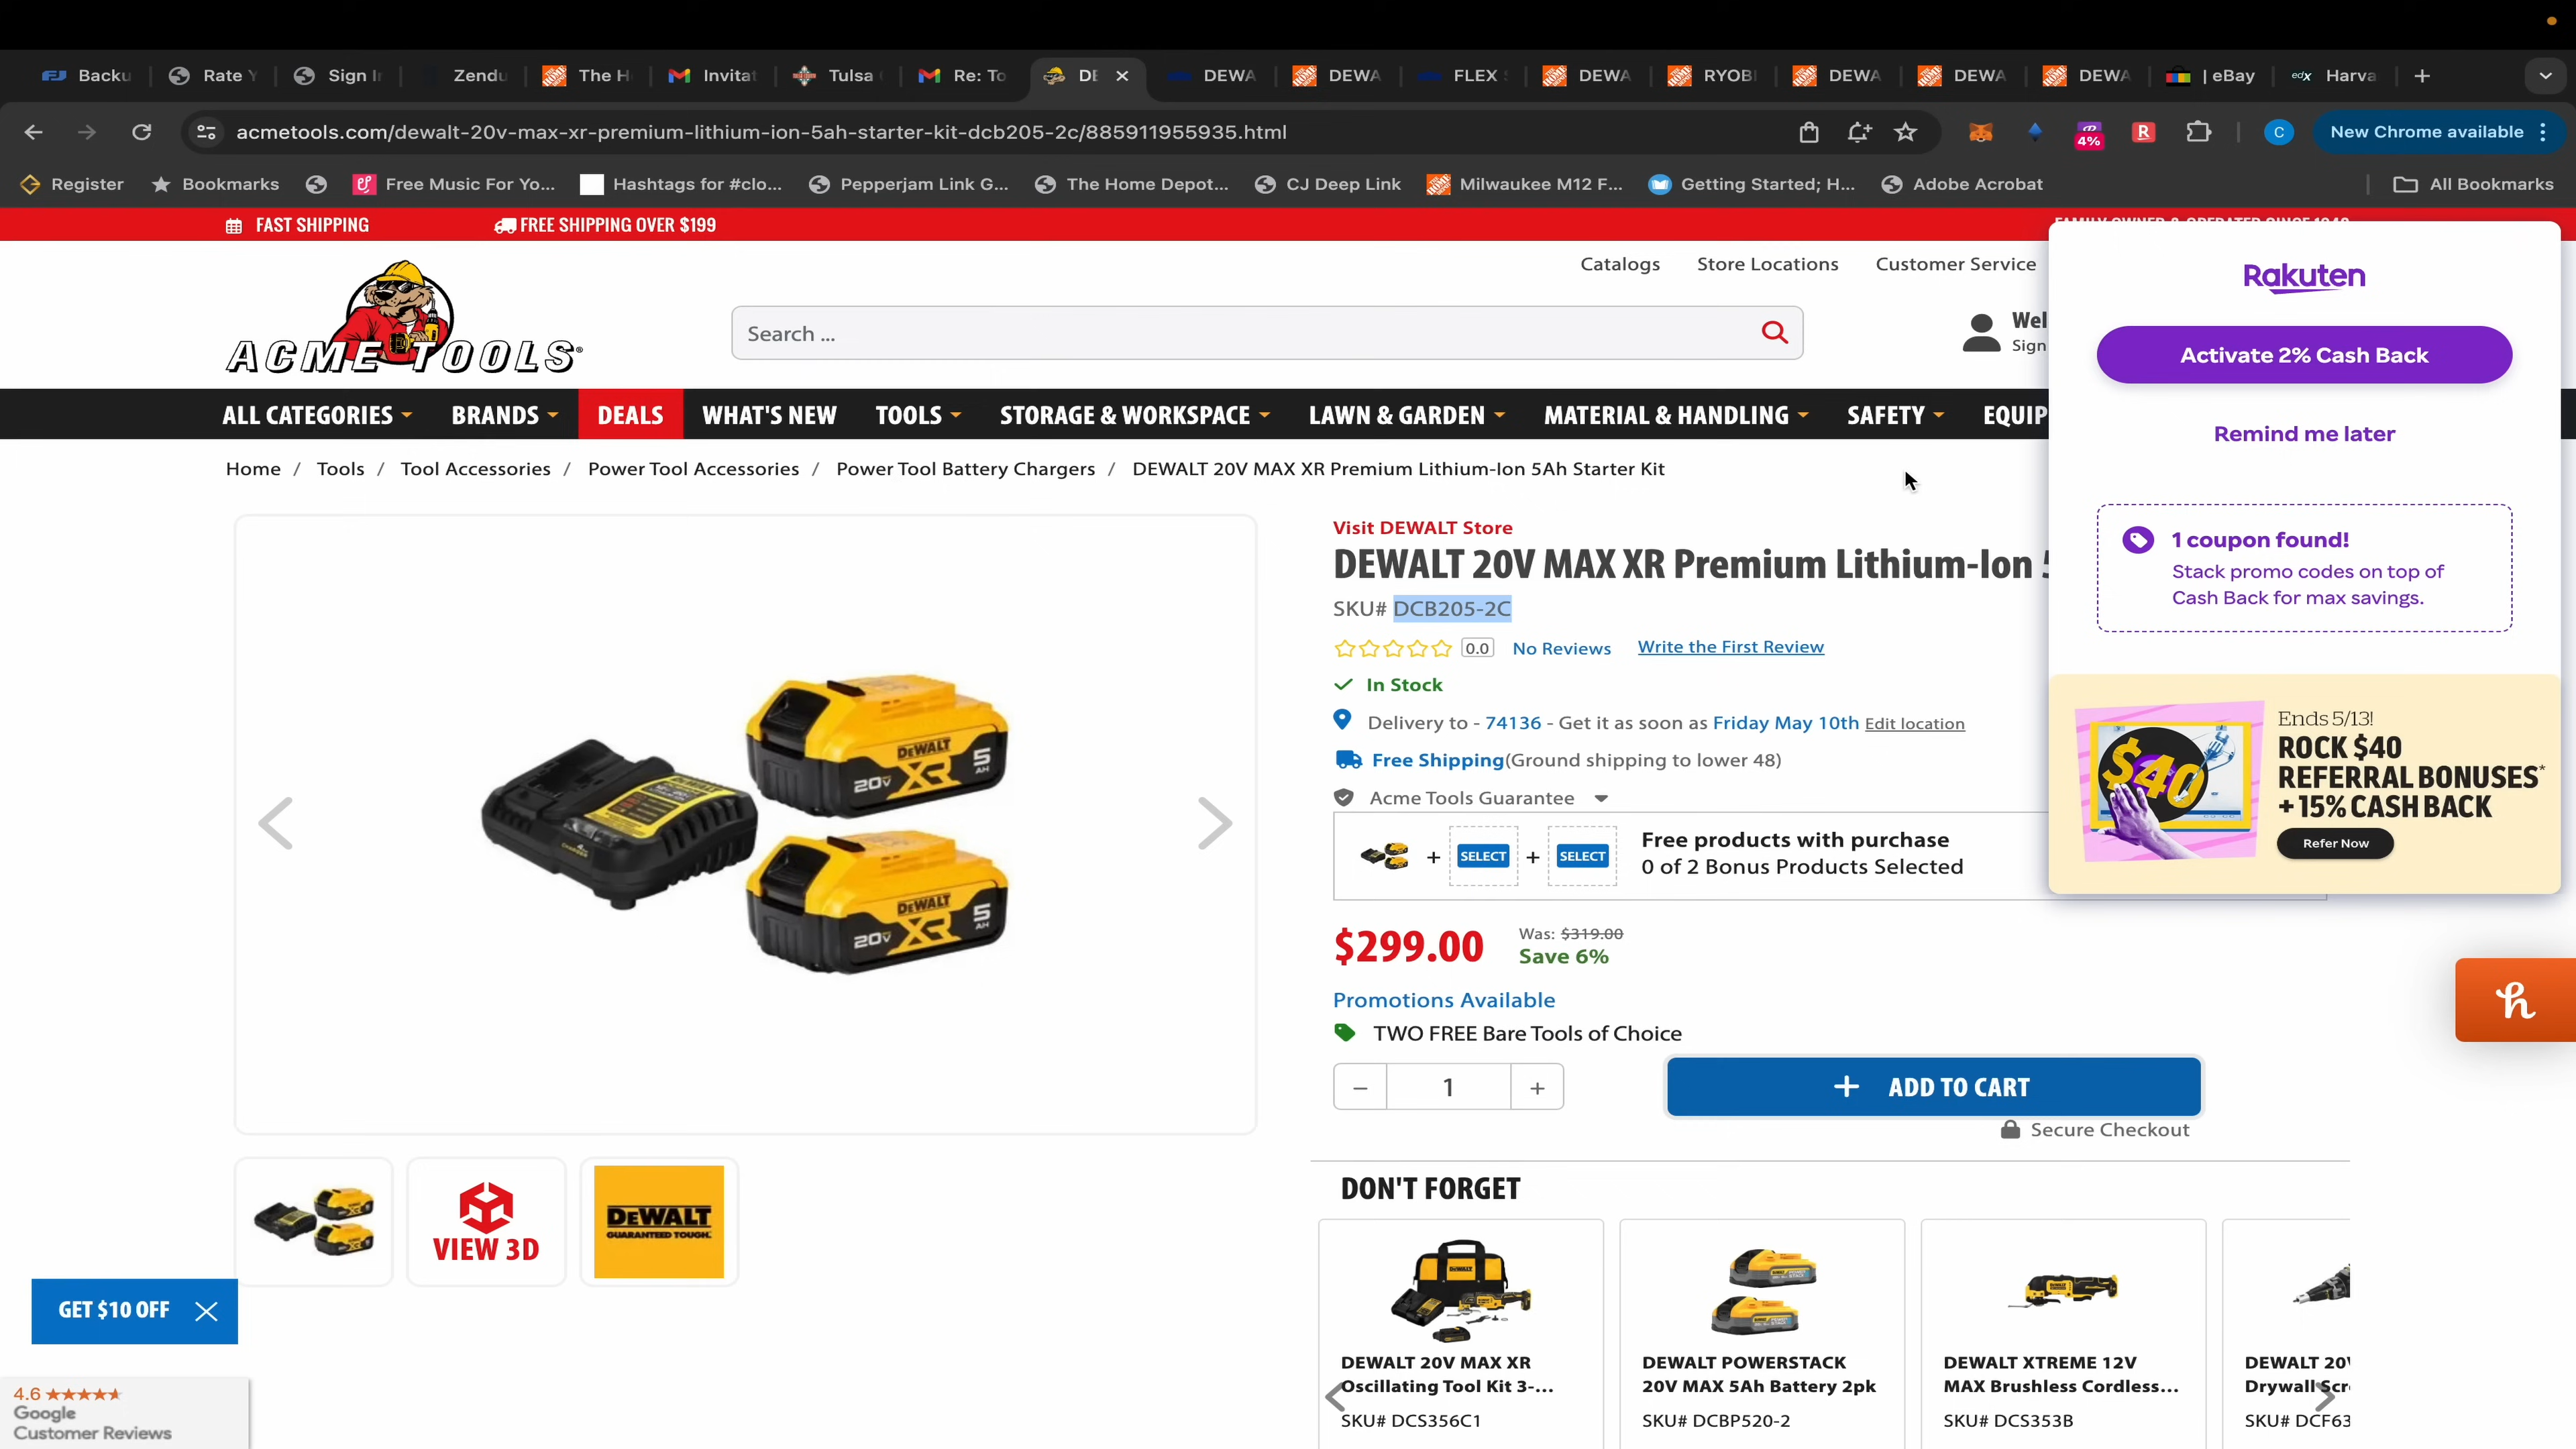 Backu
Rate Y
Sign In
Zendu
The H
Invitat
Tulsa
Re: To
DE
DEWA
DEWA
FLEX
DEWA
RYOBI
DEWA
DEWA
DEWA
| eBay
edX Harva
acmetools.com/dewalt-20v-max-xr-premium-lithium-ion-5ah-starter-kit-dcb205-2c/885911955935.html
4%
R
C
New Chrome available
Register
Bookmarks
Free Music For Yo...
Hashtags for #clo...
Pepperjam Link G...
The Home Depot...
CJ Deep Link
Milwaukee M12 F...
Getting Started; H...
Adobe Acrobat
All Bookmarks
FAST SHIPPING
FREE SHIPPING OVER $199
ACME TOOLS
Catalogs
Store Locations
Customer Service
Search ...
Wel
Sign
ALL CATEGORIES
BRANDS
DEALS
WHAT'S NEW
TOOLS
STORAGE & WORKSPACE
LAWN & GARDEN
MATERIAL & HANDLING
SAFETY
EQUIP
Home / Tools / Tool Accessories / Power Tool Accessories / Power Tool Battery Chargers / DEWALT 20V MAX XR Premium Lithium-Ion 5Ah Starter Kit
Rakuten
Activate 2% Cash Back
Remind me later
1 coupon found!
Stack promo codes on top of
Cash Back for max savings.
$40
Ends 5/13!
ROCK $40
REFERRAL BONUSES*
+ 15% CASH BACK
Refer Now
DEWALT
20V XR 5 AH
DEWALT
20V XR 5 AH
Visit DEWALT Store
DEWALT 20V MAX XR Premium Lithium-Ion
SKU# DCB205-2C
0.0 No Reviews Write the First Review
In Stock
Delivery to - 74136 - Get it as soon as Friday May 10th Edit location
Free Shipping(Ground shipping to lower 48)
Acme Tools Guarantee
+ SELECT + SELECT
Free products with purchase
0 of 2 Bonus Products Selected
$299.00
Was: $319.00
Save 6%
Promotions Available
TWO FREE Bare Tools of Choice
− 1 +
+ ADD TO CART
Secure Checkout
VIEW 3D
DEWALT
GUARANTEED TOUGH.
DON'T FORGET
DEWALT 20V MAX XR
Oscillating Tool Kit 3-...
SKU# DCS356C1
DEWALT POWERSTACK
20V MAX 5Ah Battery 2pk
SKU# DCBP520-2
DEWALT XTREME 12V
MAX Brushless Cordless...
SKU# DCS353B
DEWALT 20V
Drywall Scr
SKU# DCF63
GET $10 OFF
4.6
Google
Customer Reviews